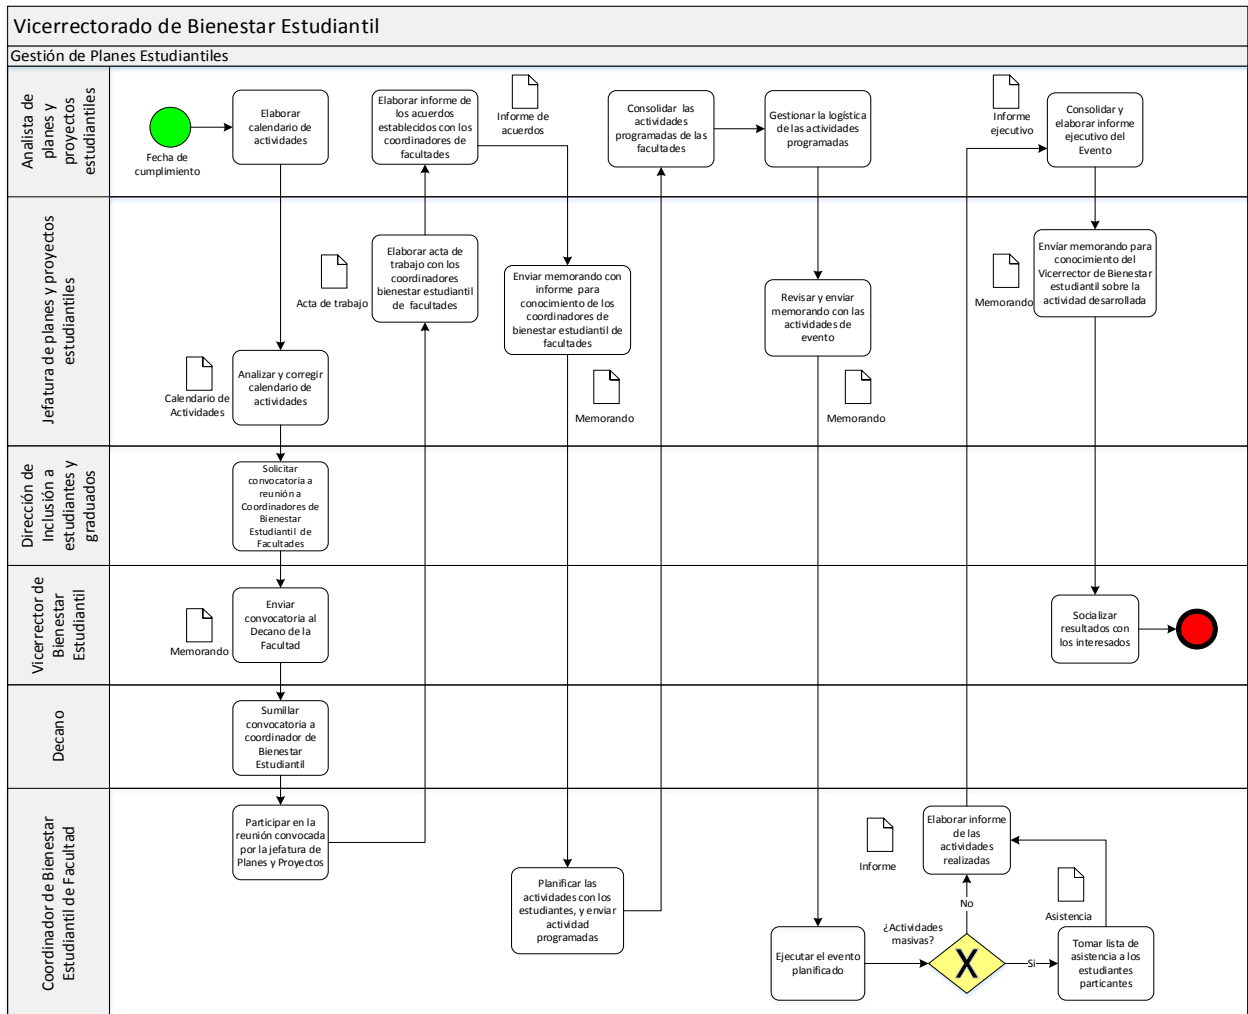 Vicerrectorado de Bienestar Estudiantil
Gestión de Planes Estudiantiles
Analista de
planes y
proyectos
estudiantiles
Fecha de
cumplimiento
Elaborar
calendario de
actividades
Elaborar informe de
los acuerdos
establecidos con los
coordinadores de
facultades
Informe de
acuerdos
Consolidar las
actividades
programadas de las
facultades
Gestionar la logística
de las actividades
programadas
Informe
ejecutivo
Consolidar y
elaborar informe
ejecutivo del
Evento
Jefatura de planes y proyectos
estudiantiles
Calendario de
Actividades
Analizar y corregir
calendario de
actividades
Acta de trabajo
Elaborar acta de
trabajo con los
coordinadores
bienestar estudiantil
de facultades
Enviar memorando con
informe para
conocimiento de los
coordinadores de
bienestar estudiantil de
facultades
Memorando
Revisar y enviar
memorando con las
actividades de
evento
Memorando
Memorando
Envíar memorando para
conocimiento del
Vicerrector de Bienestar
estudiantil sobre la
actividad desarrollada
Dirección de
Inclusión a
estudiantes y
graduados
Solicitar
convocatoria a
reunión a
Coordinadores de
Bienestar
Estudiantil de
Facultades
Vicerrector de
Bienestar
Estudiantil
Memorando
Enviar
convocatoria al
Decano de la
Facultad
Socializar
resultados con
los interesados
Decano
Sumillar
convocatoria a
coordinador de
Bienestar
Estudiantil
Coordinador de Bienestar
Estudiantil de Facultad
Participar en la
reunión convocada
por la jefatura de
Planes y Proyectos
Planificar las
actividades con los
estudiantes, y enviar
actividad
programadas
Ejecutar el evento
planificado
¿Actividades
masivas?
X
No
Si
Informe
Elaborar informe
de las
actividades
realizadas
Asistencia
Tomar lista de
asistencia a los
estudiantes
particantes